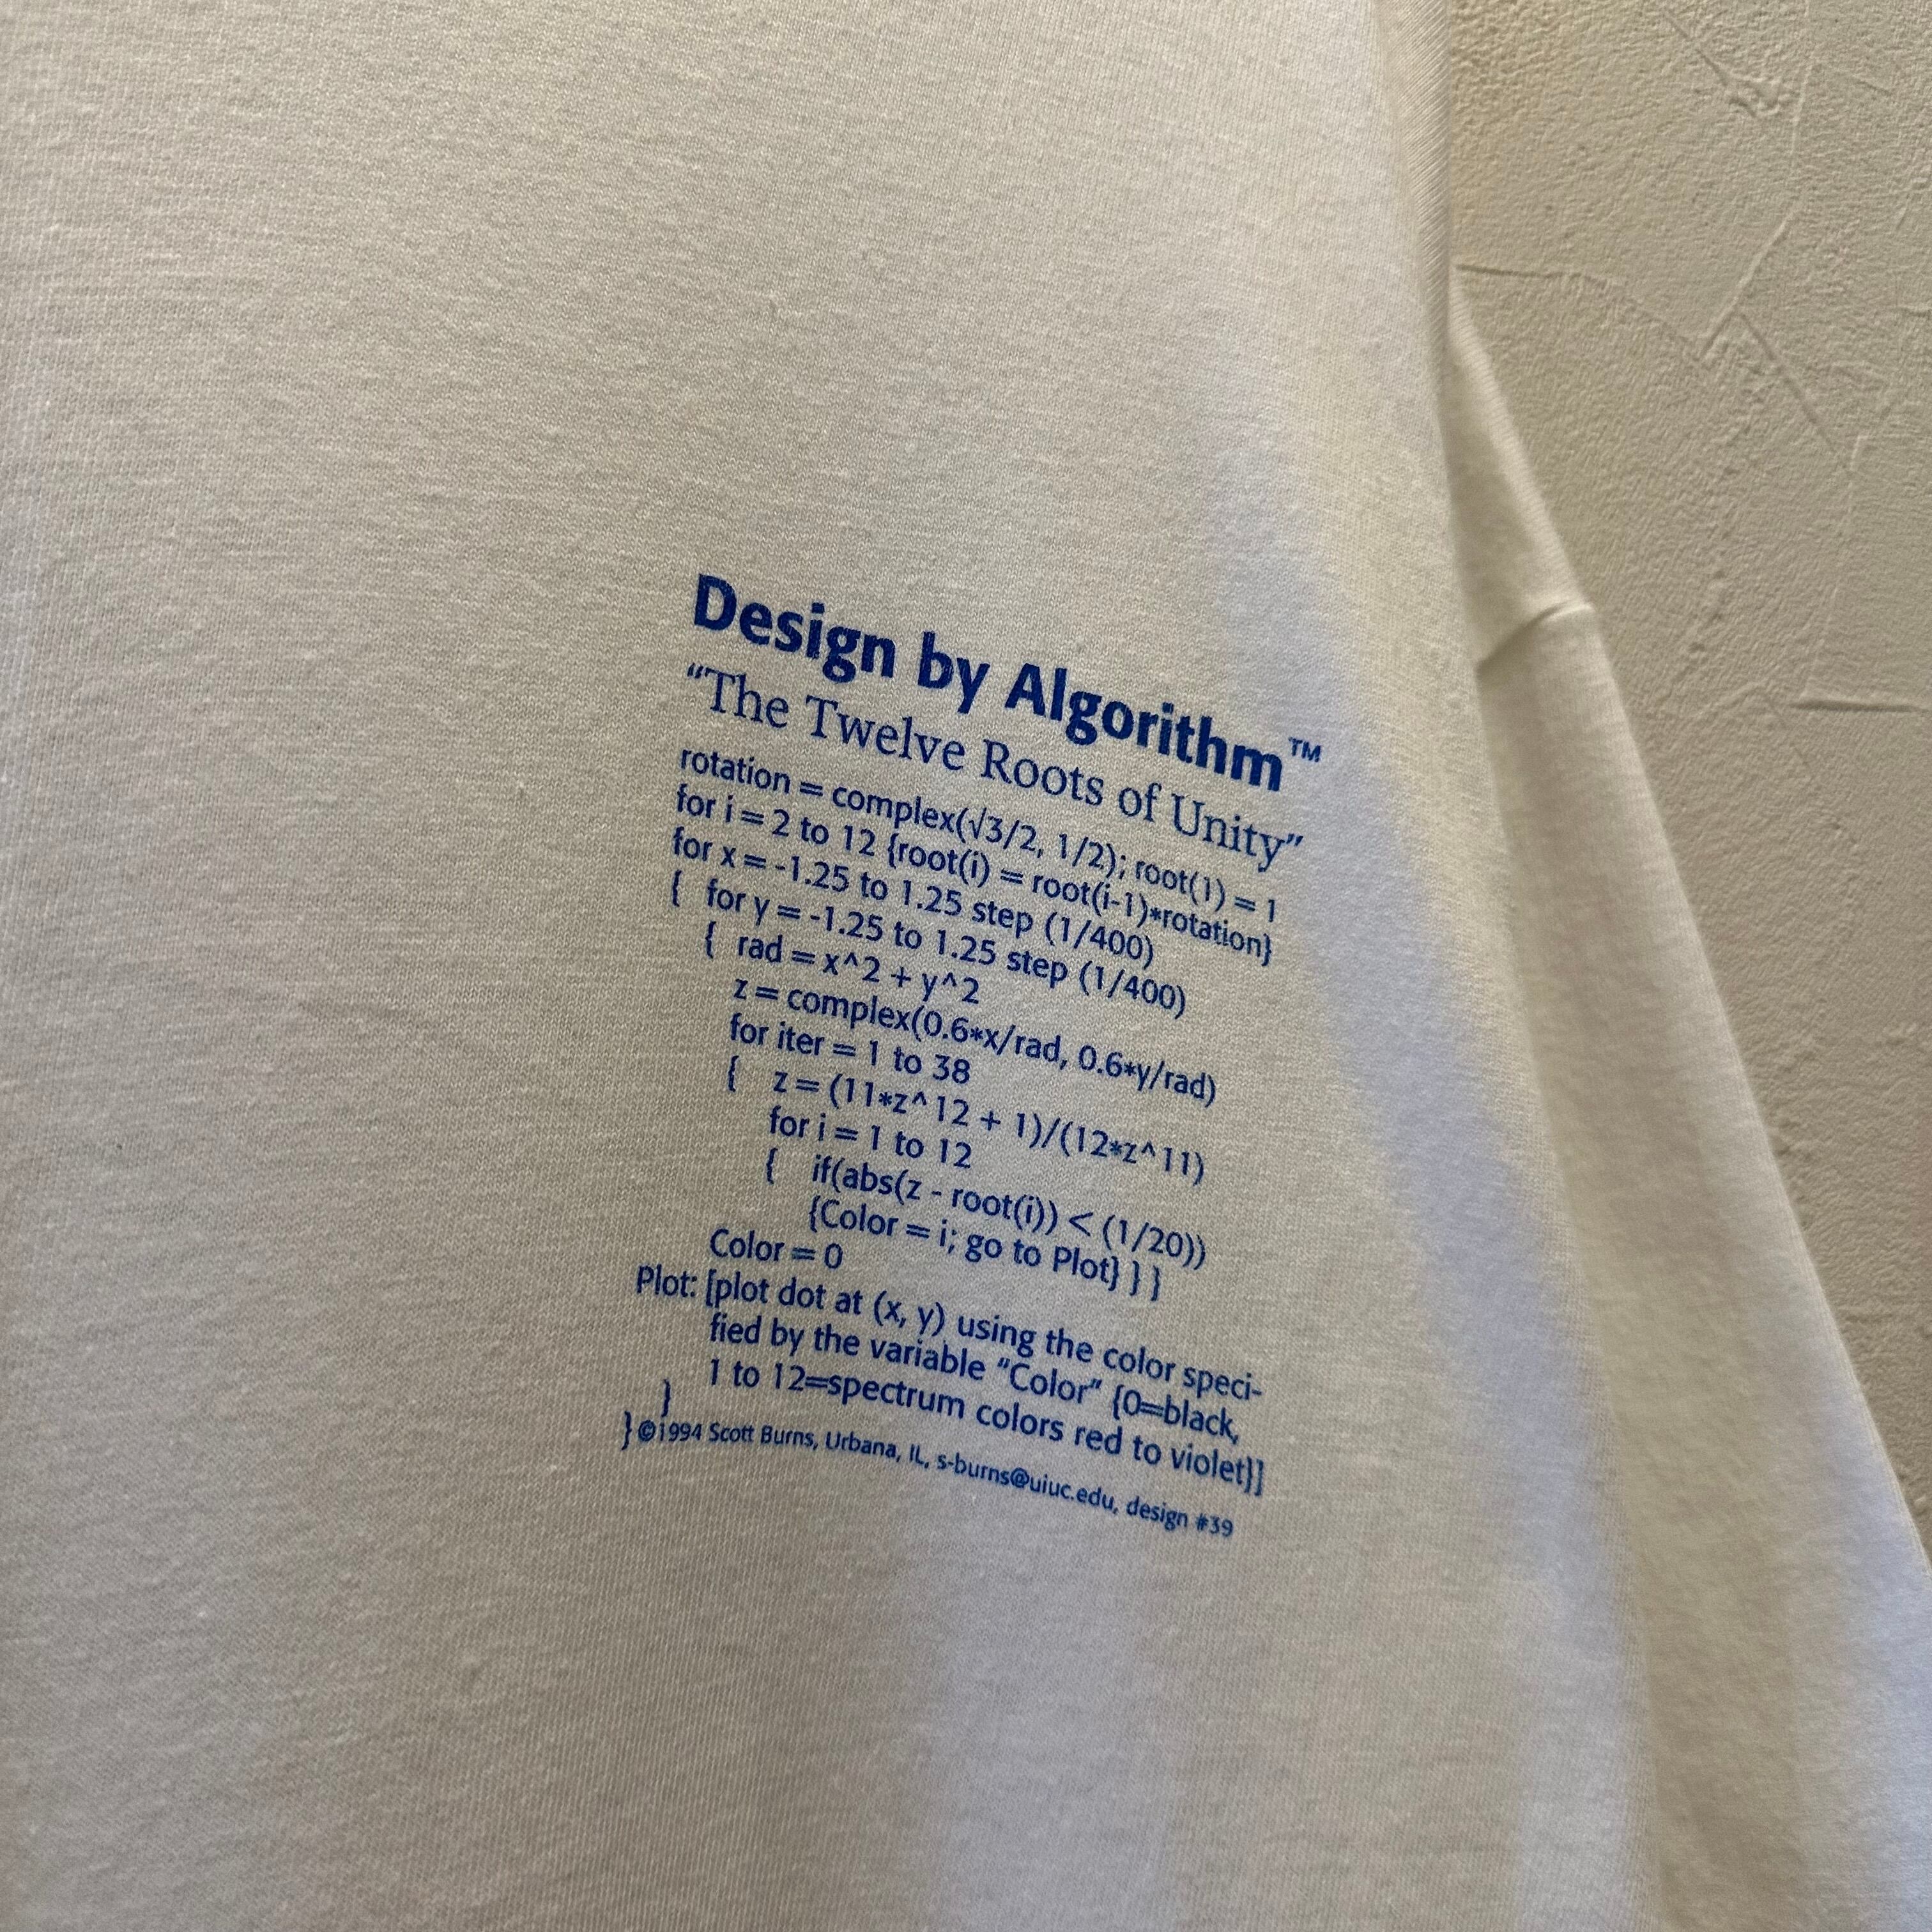 Design by Algorithm™
“The Twelve Roots of Unity”
rotation = complex(√3/2, 1/2); root(1) = 1
for i = 2 to 12 {root(i) = root(i-1)*rotation}
for x = -1.25 to 1.25 step (1/400)
{ for y = -1.25 to 1.25 step (1/400)
{ rad = x^2 + y^2
z = complex(0.6*x/rad, 0.6*y/rad)
for iter = 1 to 38
{ z = (11*z^12 + 1)/(12*z^11)
for i = 1 to 12
{ if(abs(z - root(i)) < (1/20))
{Color = i; go to Plot} } }
Color = 0
Plot: [plot dot at (x, y) using the color speci-
fied by the variable “Color” {0=black,
1 to 12=spectrum colors red to violet}]
}
} ©1994 Scott Burns, Urbana, IL, s-burns@uiuc.edu, design #39